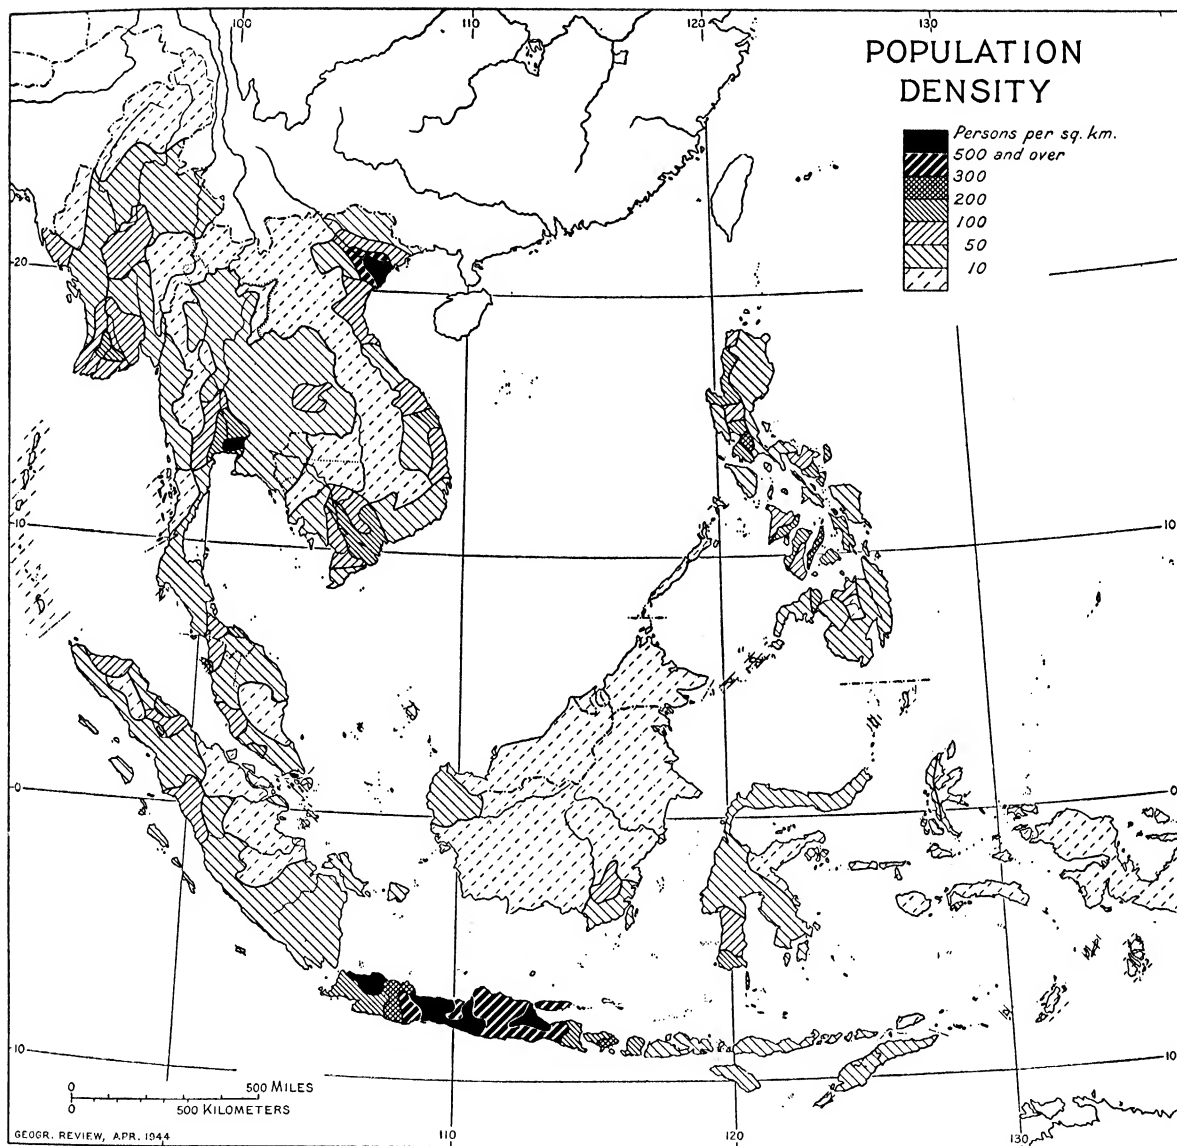 100
110
120
130
POPULATION
DENSITY
Persons per sq. km.
500 and over
300
200
100
50
10
20
10
10
0
0
10
10
0 500 MILES
0 500 KILOMETERS
GEOGR. REVIEW, APR. 1944
110
120
130